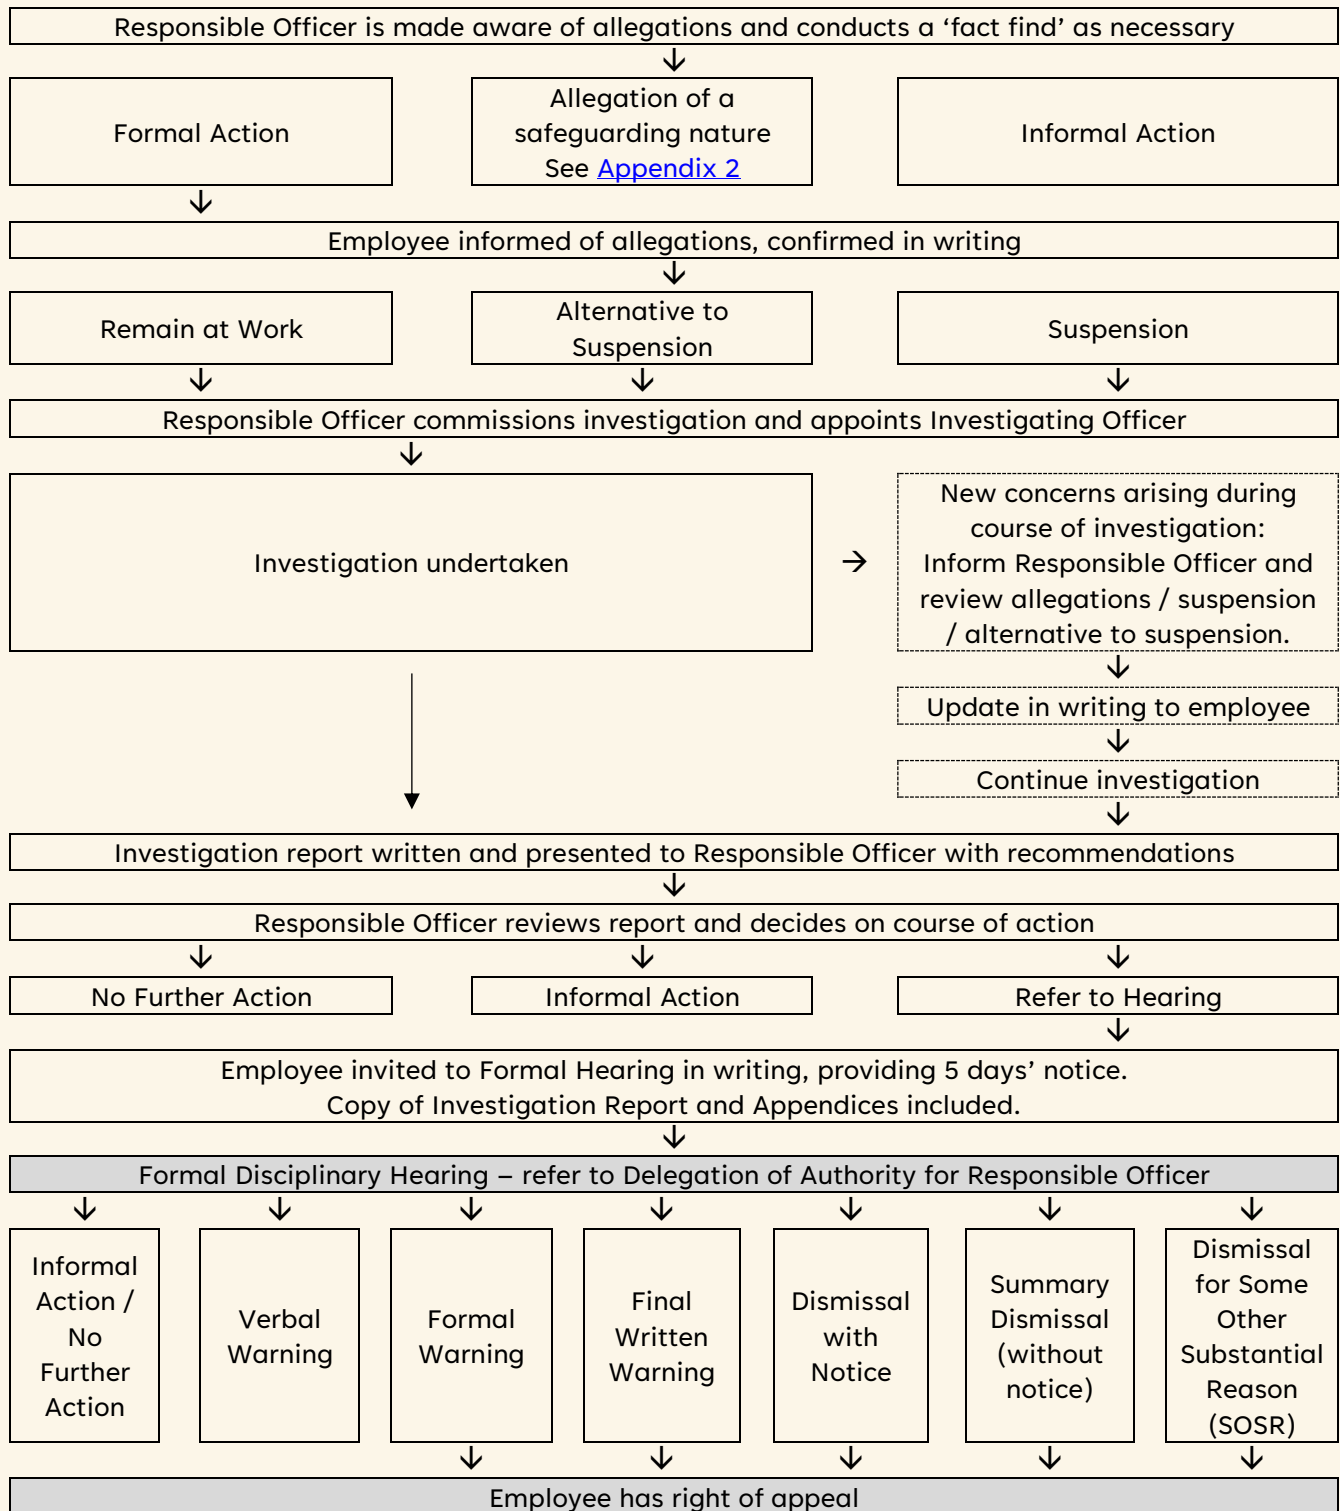 Responsible Officer is made aware of allegations and conducts a ‘fact find’ as necessary
Formal Action
Allegation of a
safeguarding nature
See Appendix 2
Informal Action
Employee informed of allegations, confirmed in writing
Remain at Work
Alternative to
Suspension
Suspension
Responsible Officer commissions investigation and appoints Investigating Officer
Investigation undertaken
New concerns arising during
course of investigation:
Inform Responsible Officer and
review allegations / suspension
/ alternative to suspension.
Update in writing to employee
Continue investigation
Investigation report written and presented to Responsible Officer with recommendations
Responsible Officer reviews report and decides on course of action
No Further Action
Informal Action
Refer to Hearing
Employee invited to Formal Hearing in writing, providing 5 days’ notice.
Copy of Investigation Report and Appendices included.
Formal Disciplinary Hearing – refer to Delegation of Authority for Responsible Officer
Informal
Action /
No
Further
Action
Verbal
Warning
Formal
Warning
Final
Written
Warning
Dismissal
with
Notice
Summary
Dismissal
(without
notice)
Dismissal
for Some
Other
Substantial
Reason
(SOSR)
Employee has right of appeal